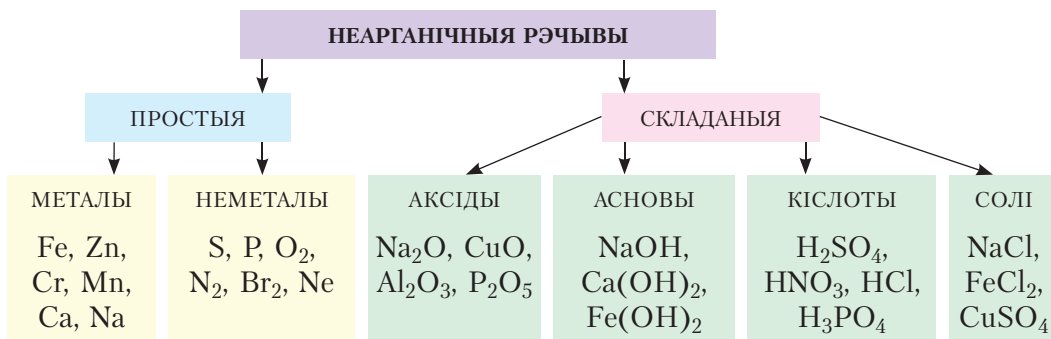 НЕАРГАНІЧНЫЯ РЭЧЫВЫ
ПРОСТЫЯ
СКЛАДАНЫЯ
МЕТАЛЫ
Fe, Zn,
Cr, Mn,
Ca, Na
НЕМЕТАЛЫ
S, P, O₂,
N₂, Br₂, Ne
АКСІДЫ
Na₂O, CuO,
Al₂O₃, P₂O₅
АСНОВЫ
NaOH,
Ca(OH)₂,
Fe(OH)₂
КІСЛОТЫ
H₂SO₄,
HNO₃, HCl,
H₃PO₄
СОЛІ
NaCl,
FeCl₂,
CuSO₄